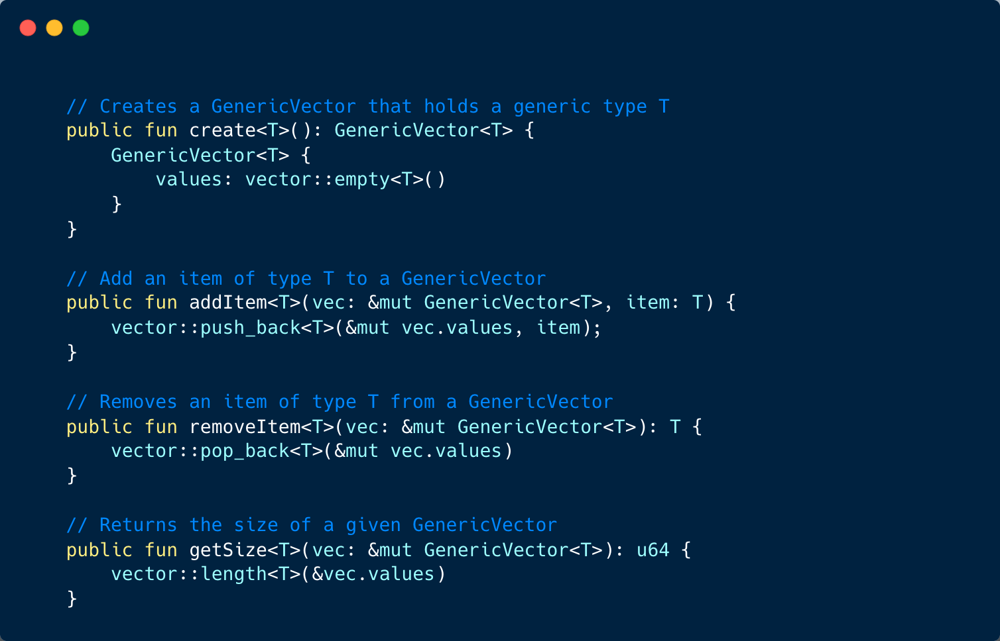 // Creates a GenericVector that holds a generic type T
public fun create<T>(): GenericVector<T> {
    GenericVector<T> {
        values: vector::empty<T>()
    }
}

// Add an item of type T to a GenericVector
public fun addItem<T>(vec: &mut GenericVector<T>, item: T) {
    vector::push_back<T>(&mut vec.values, item);
}

// Removes an item of type T from a GenericVector
public fun removeItem<T>(vec: &mut GenericVector<T>): T {
    vector::pop_back<T>(&mut vec.values)
}

// Returns the size of a given GenericVector
public fun getSize<T>(vec: &mut GenericVector<T>): u64 {
    vector::length<T>(&vec.values)
}